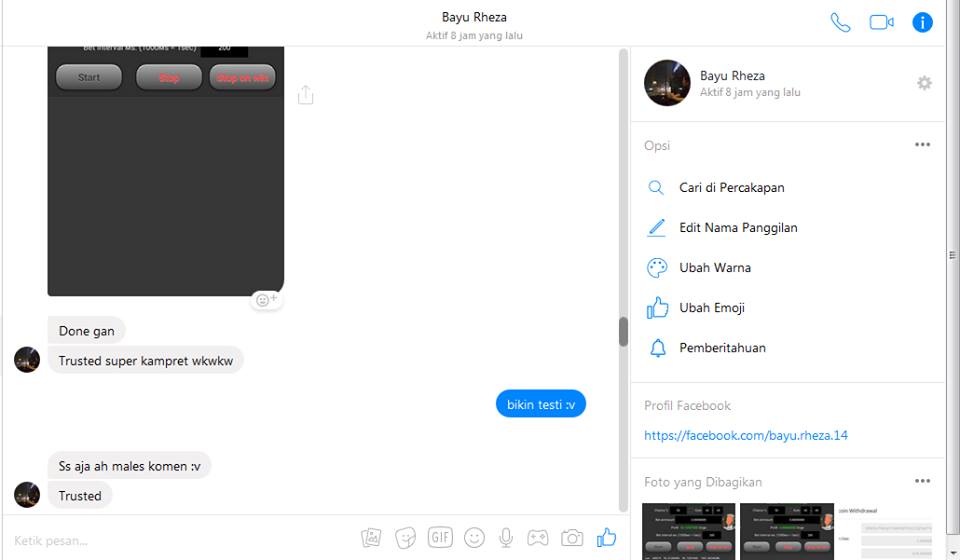 Bayu Rheza
Aktif 8 jam yang lalu
Bet Interval Ms. (1000Ms = 1sec) 200
Start Stop Stop on win
Done gan
Trusted super kampret wkwkw
bikin testi :v
Ss aja ah males komen :v
Trusted
Ketik pesan...
GIF
Bayu Rheza
Aktif 8 jam yang lalu
Opsi
Cari di Percakapan
Edit Nama Panggilan
Ubah Warna
Ubah Emoji
Pemberitahuan
Profil Facebook
https://facebook.com/bayu.rheza.14
Foto yang Dibagikan
coin Withdrawal